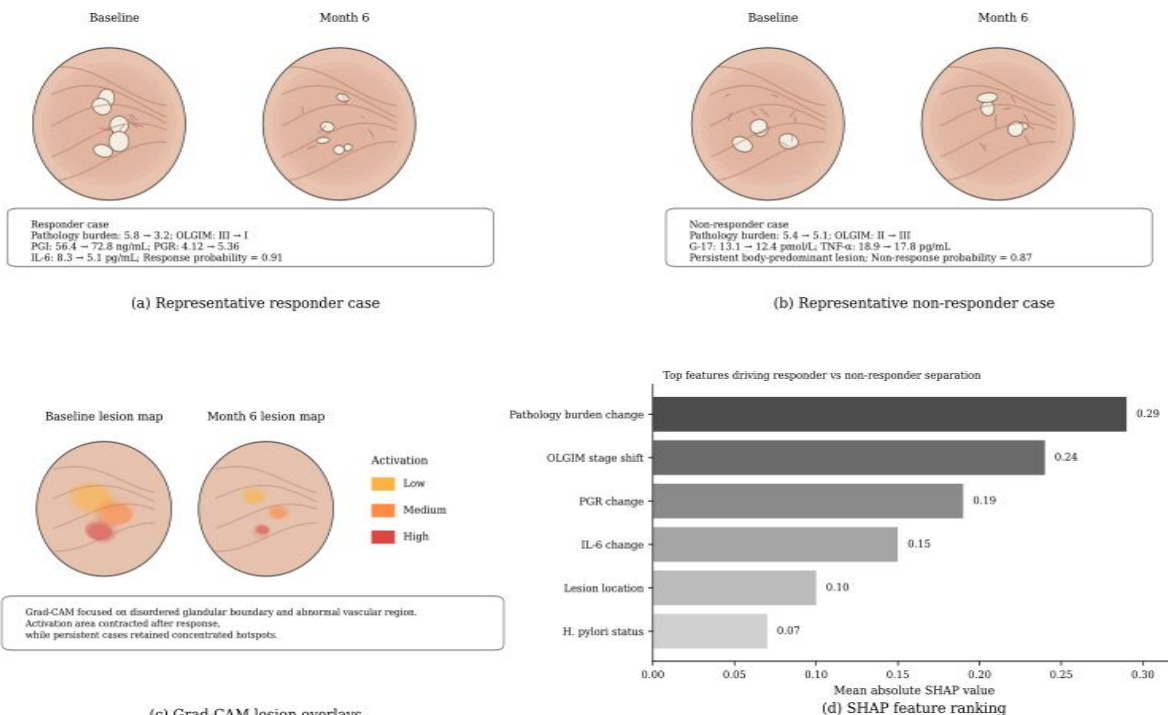 Baseline
Month 6
Responder case
Pathology burden: 5.8 → 3.2; OLGIM: III → I
PGI: 56.4 → 72.8 ng/mL; PGR: 4.12 → 5.36
IL-6: 8.3 → 5.1 pg/mL; Response probability = 0.91
(a) Representative responder case
Baseline
Month 6
Non-responder case
Pathology burden: 5.4 → 5.1; OLGIM: II → III
G-17: 13.1 → 12.4 pmol/L; TNF-α: 18.9 → 17.8 pg/mL
Persistent body-predominant lesion; Non-response probability = 0.87
(b) Representative non-responder case
Baseline lesion map
Month 6 lesion map
Activation
Low
Medium
High
Grad-CAM focused on disordered glandular boundary and abnormal vascular region.
Activation area contracted after response,
while persistent cases retained concentrated hotspots.
(c) Grad-CAM lesion overlays
Top features driving responder vs non-responder separation
Pathology burden change 0.29
OLGIM stage shift 0.24
PGR change 0.19
IL-6 change 0.15
Lesion location 0.10
H. pylori status 0.07
0.00 0.05 0.10 0.15 0.20 0.25 0.30
Mean absolute SHAP value
(d) SHAP feature ranking